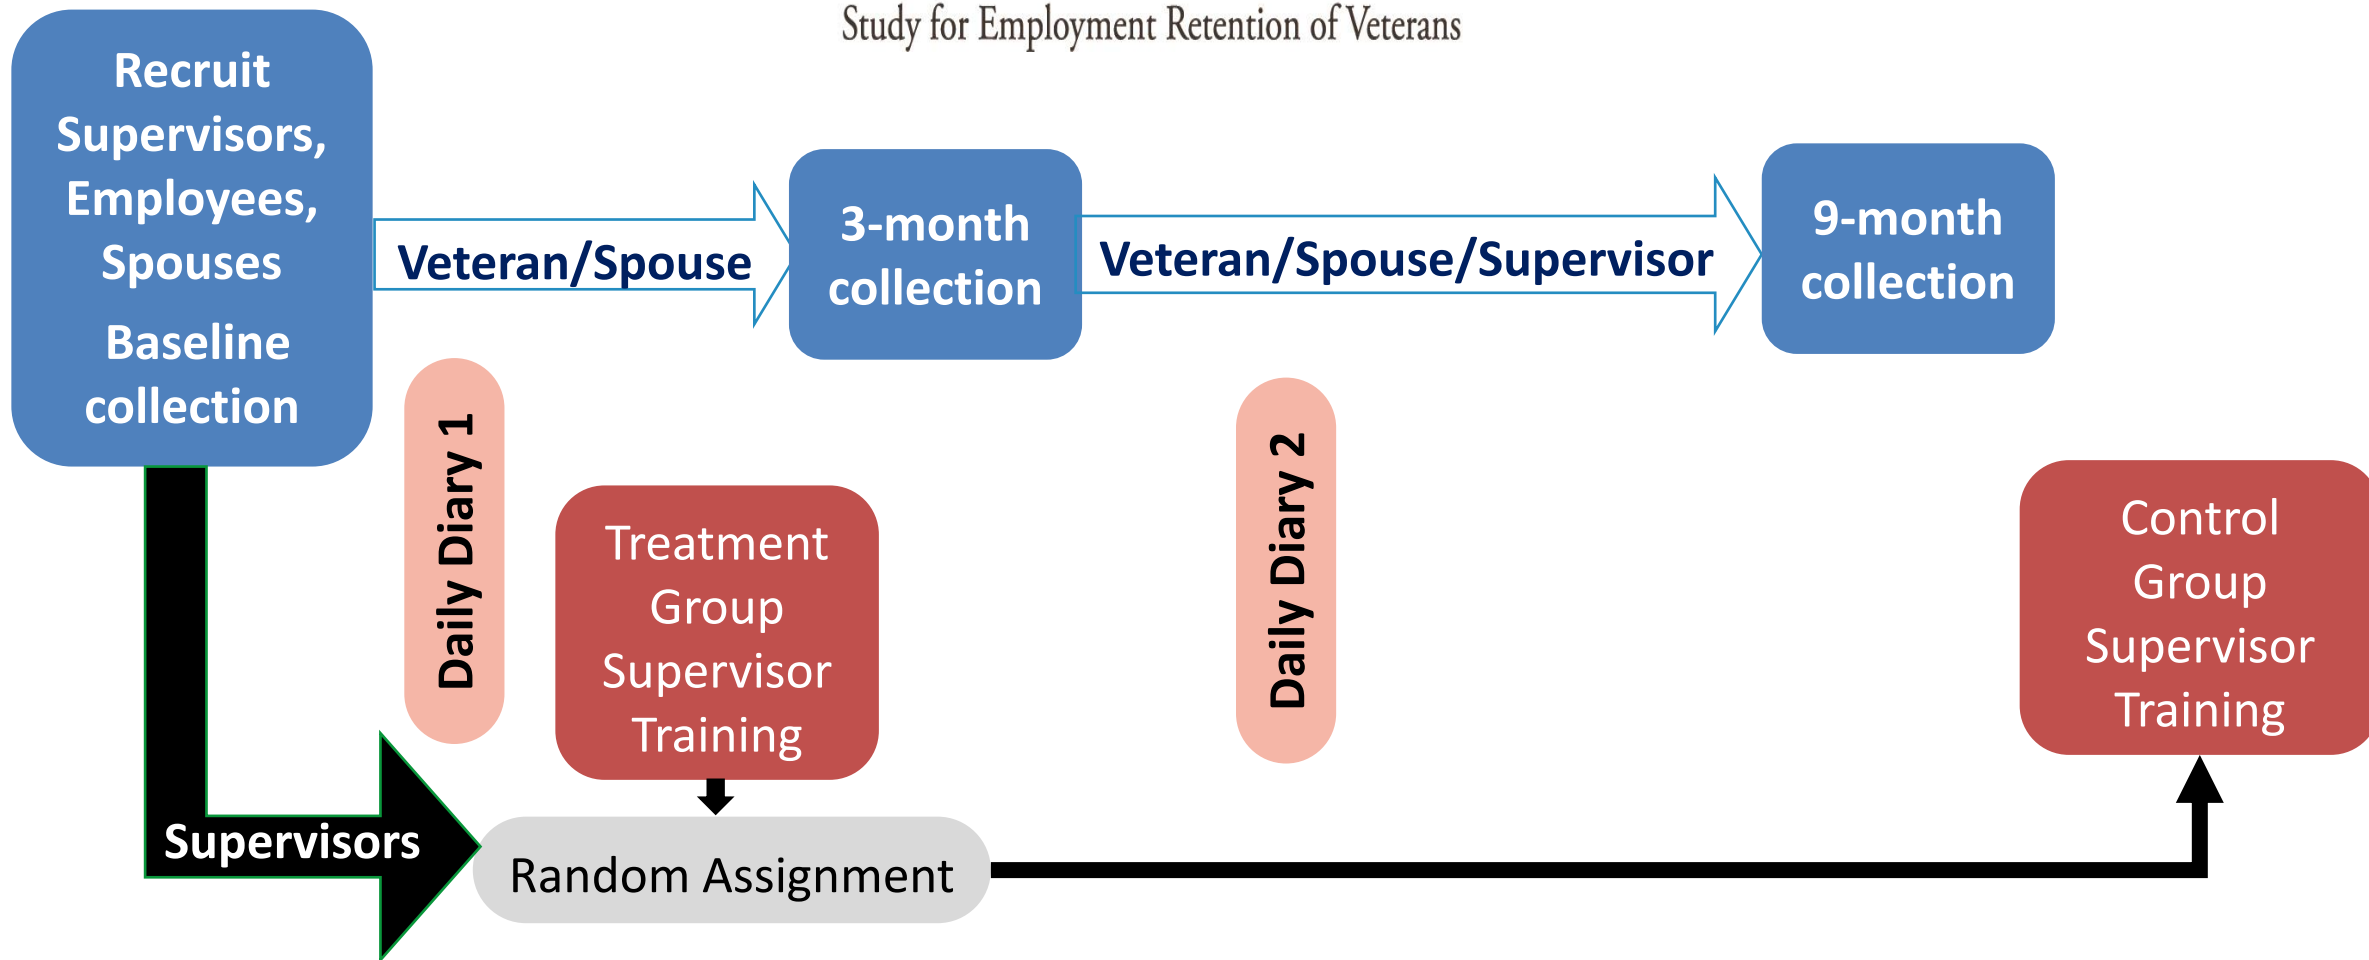 Study for Employment Retention of Veterans
Recruit
Supervisors,
Employees,
Spouses
Baseline
collection
Veteran/Spouse
3-month
collection
Veteran/Spouse/Supervisor
9-month
collection
Daily Diary 1
Treatment
Group
Supervisor
Training
Daily Diary 2
Control
Group
Supervisor
Training
Supervisors
Random Assignment